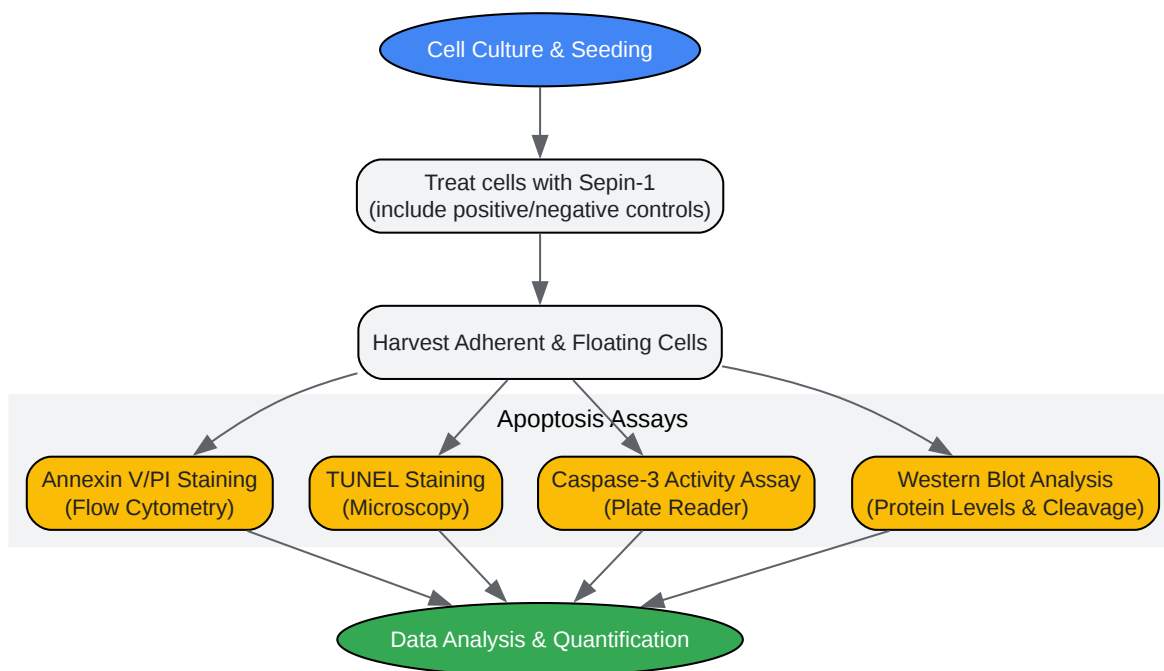 Cell Culture & Seeding
Treat cells with Sepin-1
(include positive/negative controls)
Harvest Adherent & Floating Cells
Apoptosis Assays
Annexin V/PI Staining
(Flow Cytometry)
TUNEL Staining
(Microscopy)
Caspase-3 Activity Assay
(Plate Reader)
Western Blot Analysis
(Protein Levels & Cleavage)
Data Analysis & Quantification